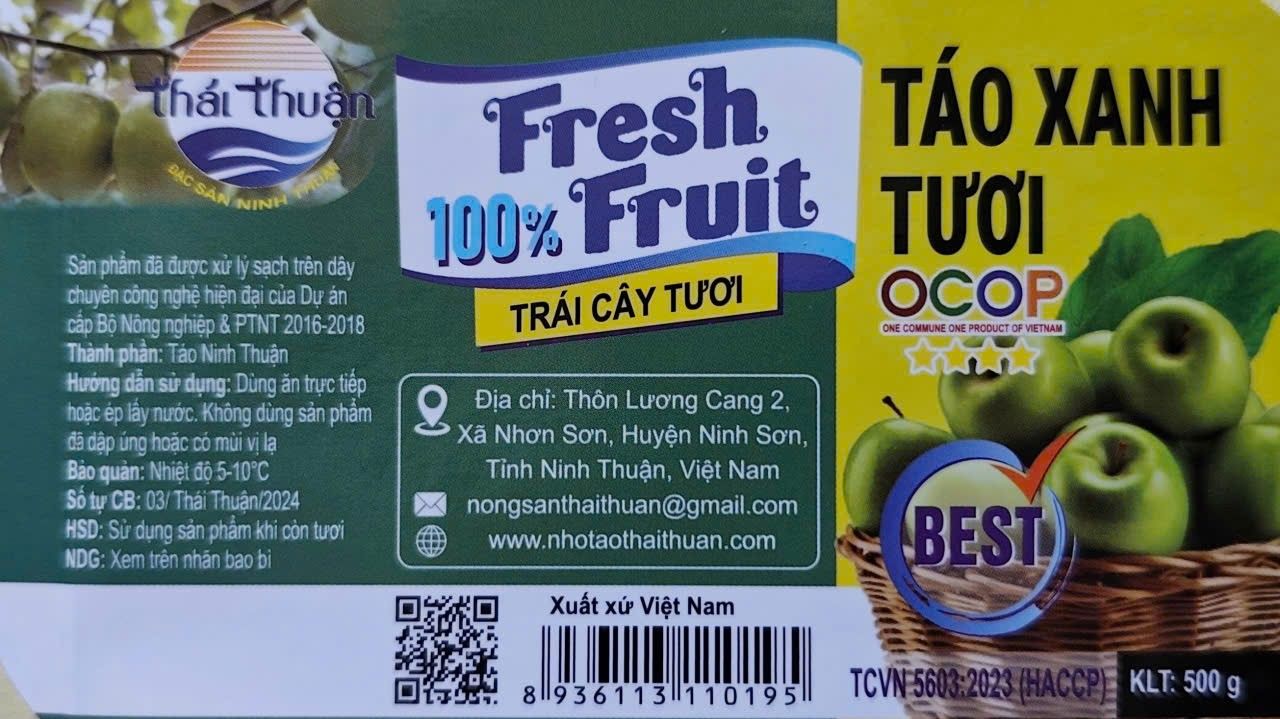 Thái Thuận
ĐẶC SẢN NINH THUẬN
Sản phẩm đã được xử lý sạch trên dây
chuyên công nghệ hiện đại của Dự án
cấp Bộ Nông nghiệp & PTNT 2016-2018
Thành phần: Táo Ninh Thuận
Hướng dẫn sử dụng: Dùng ăn trực tiếp
hoặc ép lấy nước. Không dùng sản phẩm
đã dập úng hoặc có mùi vị lạ
Bảo quản: Nhiệt độ 5-10°C
Số tự CB: 03/ Thái Thuận/2024
HSD: Sử dụng sản phẩm khi còn tươi
NDG: Xem trên nhãn bao bì
Fresh
100% Fruit
TRÁI CÂY TƯƠI
Địa chỉ: Thôn Lương Cang 2,
Xã Nhơn Sơn, Huyện Ninh Sơn,
Tỉnh Ninh Thuận, Việt Nam
nongsanthaithuan@gmail.com
www.nhotaothaithuan.com
Xuất xứ Việt Nam
8 936113 110195
TÁO XANH
TƯƠI
OCOP
ONE COMMUNE ONE PRODUCT OF VIETNAM
BEST
TCVN 5603:2023 (HACCP)
KLT: 500 g